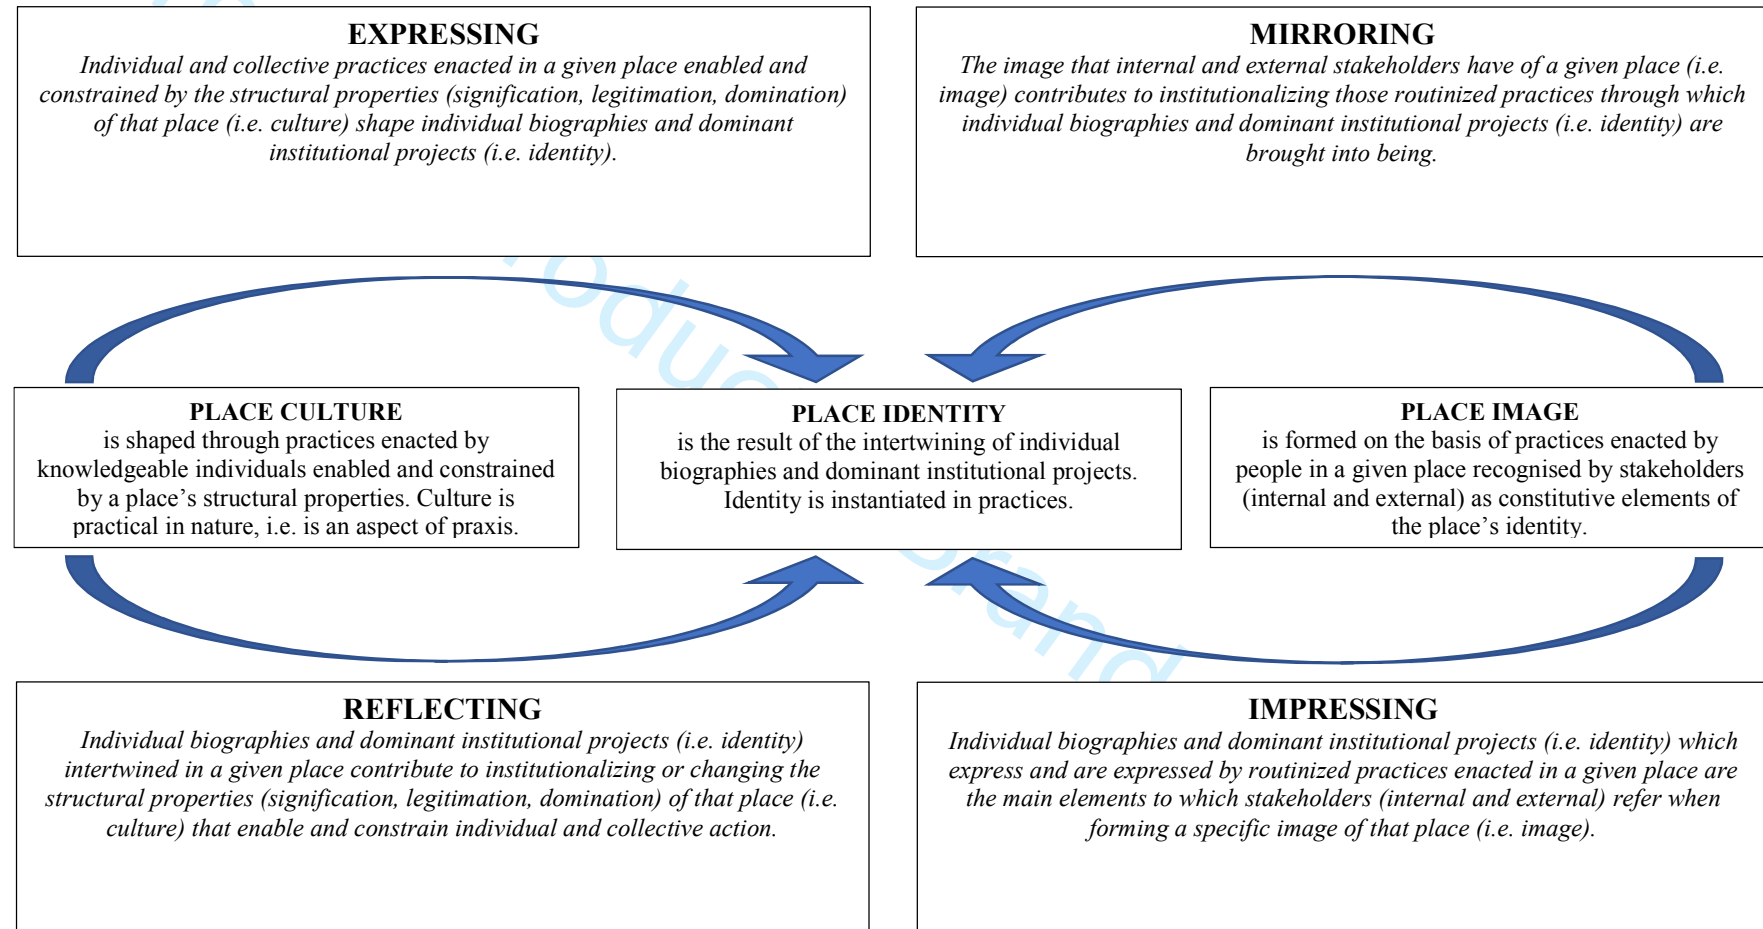 EXPRESSING
Individual and collective practices enacted in a given place enabled and
constrained by the structural properties (signification, legitimation, domination)
of that place (i.e. culture) shape individual biographies and dominant
institutional projects (i.e. identity).
MIRRORING
The image that internal and external stakeholders have of a given place (i.e.
image) contributes to institutionalizing those routinized practices through which
individual biographies and dominant institutional projects (i.e. identity) are
brought into being.
PLACE CULTURE
is shaped through practices enacted by
knowledgeable individuals enabled and constrained
by a place’s structural properties. Culture is
practical in nature, i.e. is an aspect of praxis.
PLACE IDENTITY
is the result of the intertwining of individual
biographies and dominant institutional projects.
Identity is instantiated in practices.
PLACE IMAGE
is formed on the basis of practices enacted by
people in a given place recognised by stakeholders
(internal and external) as constitutive elements of
the place’s identity.
REFLECTING
Individual biographies and dominant institutional projects (i.e. identity)
intertwined in a given place contribute to institutionalizing or changing the
structural properties (signification, legitimation, domination) of that place (i.e.
culture) that enable and constrain individual and collective action.
IMPRESSING
Individual biographies and dominant institutional projects (i.e. identity) which
express and are expressed by routinized practices enacted in a given place are
the main elements to which stakeholders (internal and external) refer when
forming a specific image of that place (i.e. image).